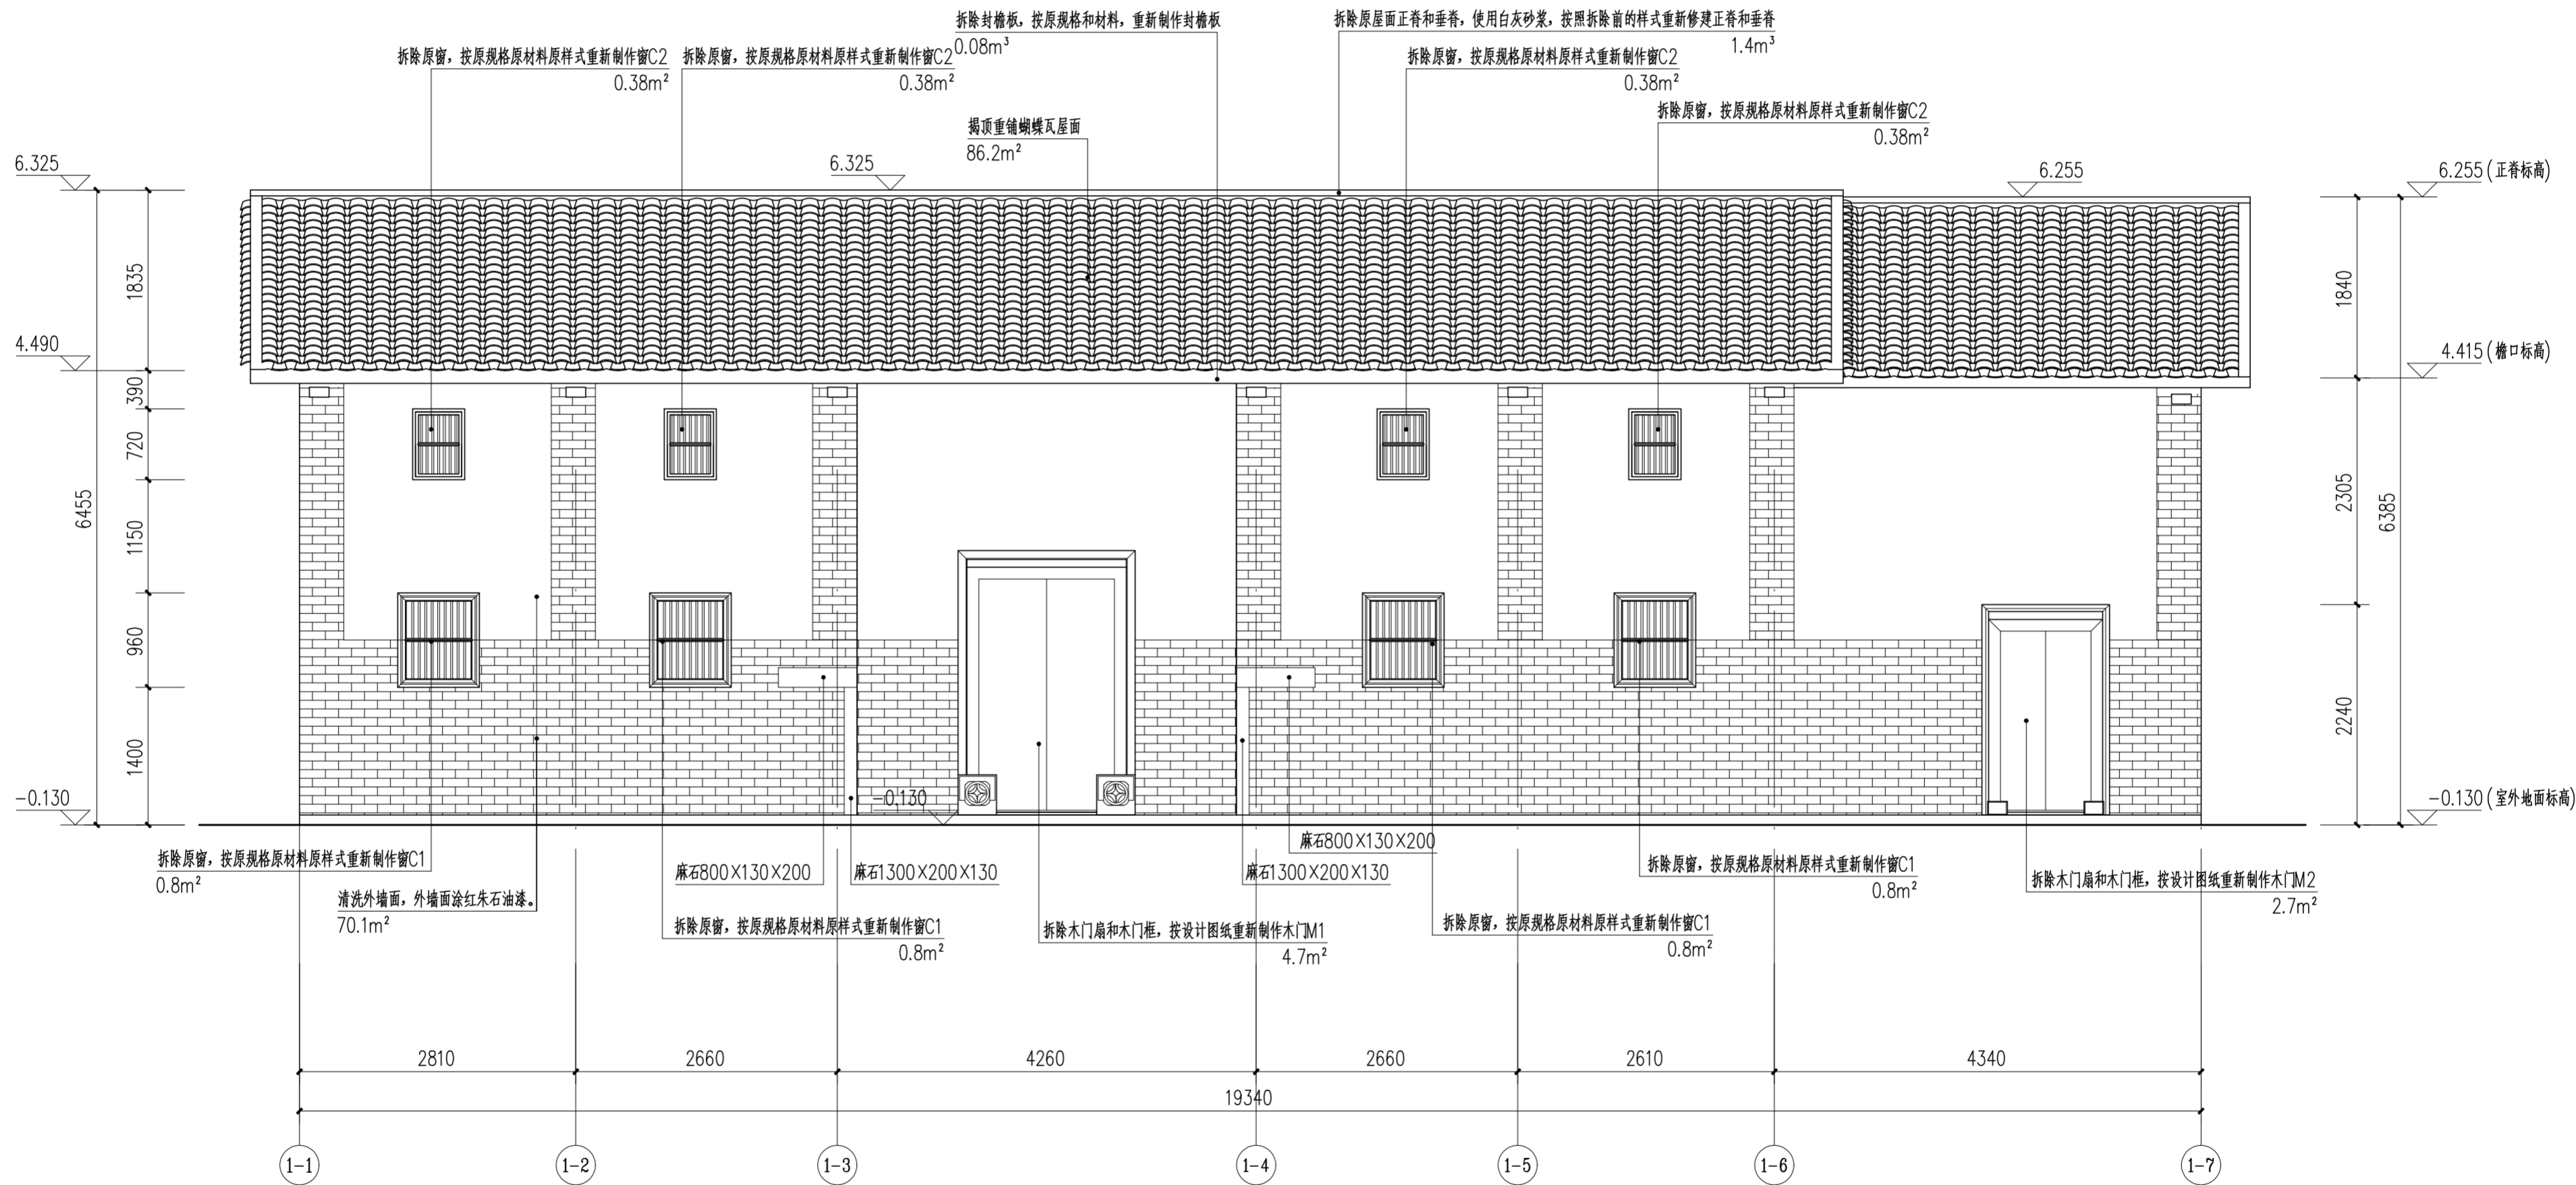 拆除封檐板，按原规格和材料，重新制作封檐板
0.08m³
拆除原屋面正脊和垂脊，使用白灰砂浆，按照拆除前的样式重新修建正脊和垂脊
1.4m³
拆除原窗，按原规格原材料原样式重新制作窗C2
0.38m²
拆除原窗，按原规格原材料原样式重新制作窗C2
0.38m²
拆除原窗，按原规格原材料原样式重新制作窗C2
0.38m²
拆除原窗，按原规格原材料原样式重新制作窗C2
0.38m²
揭顶重铺蝴蝶瓦屋面
86.2m²
6.325
6.325
6.255
6.255(正脊标高)
1835
1840
4.490
4.415(檐口标高)
390
720
1150
960
1400
6455
2305
2240
6385
-0.130
-0.130
-0.130(室外地面标高)
拆除原窗，按原规格原材料原样式重新制作窗C1
0.8m²
清洗外墙面，外墙面涂红朱石油漆。
70.1m²
麻石800X130X200
麻石1300X200X130
麻石800X130X200
麻石1300X200X130
拆除原窗，按原规格原材料原样式重新制作窗C1
0.8m²
拆除木门扇和木门框，按设计图纸重新制作木门M1
4.7m²
拆除原窗，按原规格原材料原样式重新制作窗C1
0.8m²
拆除原窗，按原规格原材料原样式重新制作窗C1
0.8m²
拆除木门扇和木门框，按设计图纸重新制作木门M2
2.7m²
2810
2660
4260
2660
2610
4340
19340
1-1
1-2
1-3
1-4
1-5
1-6
1-7